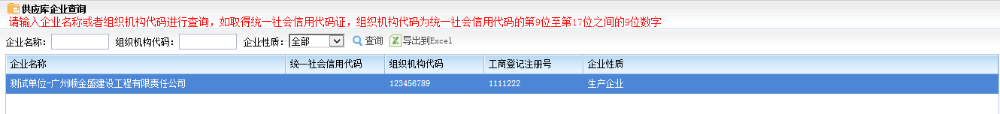 供应库企业查询
请输入企业名称或者组织机构代码进行查询，如取得统一社会信用代码证，组织机构代码为统一社会信用代码的第9位至第17位之间的9位数字
企业名称： 组织机构代码： 企业性质： 全部 查询 导出到Excel
企业名称 统一社会信用代码 组织机构代码 工商登记注册号 企业性质
测试单位-广州顺金盛建设工程有限责任公司 123456789 1111222 生产企业